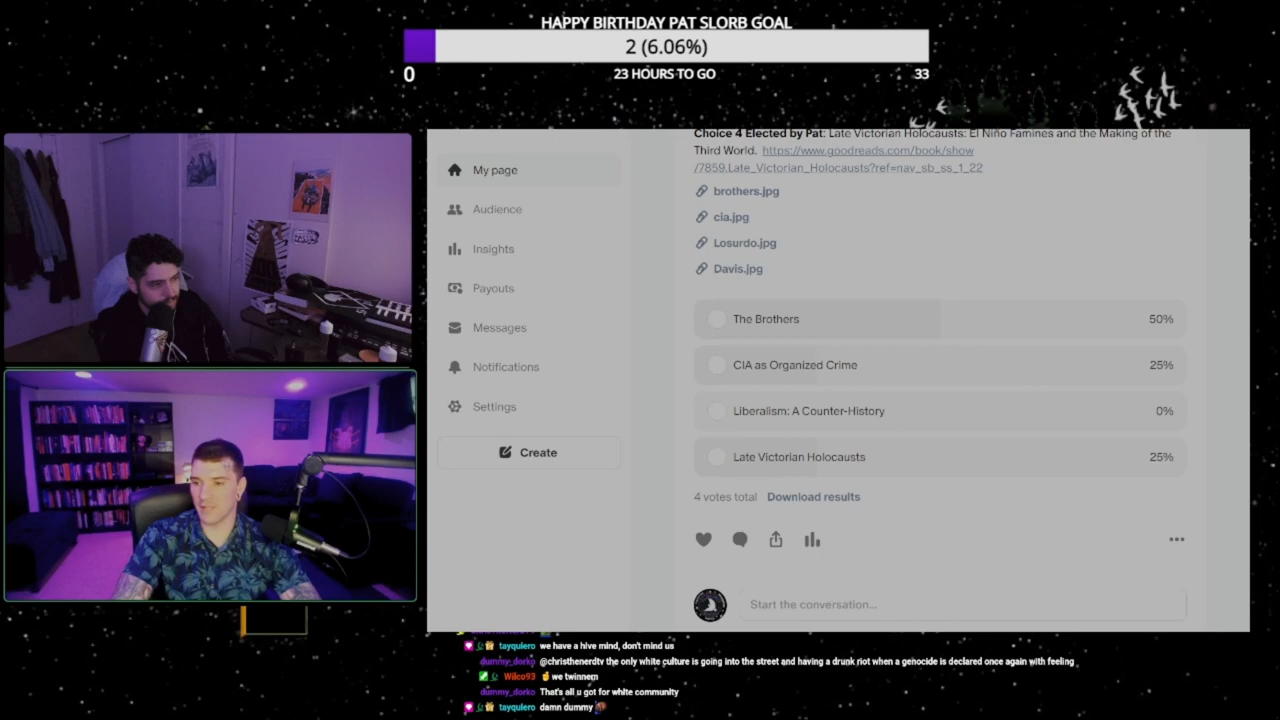 HAPPY BIRTHDAY PAT SLORB GOAL
2 (6.06%)
0
23 HOURS TO GO
33
Choice 4 Elected by Pat: Late Victorian Holocausts: El Niño Famines and the Making of the
Third World. https://www.goodreads.com/book/show
/7859.Late_Victorian_Holocausts?ref=nav_sb_ss_1_22
brothers.jpg
cia.jpg
Losurdo.jpg
Davis.jpg
My page
Audience
Insights
Payouts
Messages
Notifications
Settings
Create
The Brothers 50%
CIA as Organized Crime 25%
Liberalism: A Counter-History 0%
Late Victorian Holocausts 25%
4 votes total Download results
Start the conversation...
tayquiero we have a hive mind, don't mind us
dummy_dorko @christhenerdtv the only white culture is going into the street and having a drunk riot when a genocide is declared once again with feeling
Wilco93 we twinnem
dummy_dorko That's all u got for white community
tayquiero damn dummy